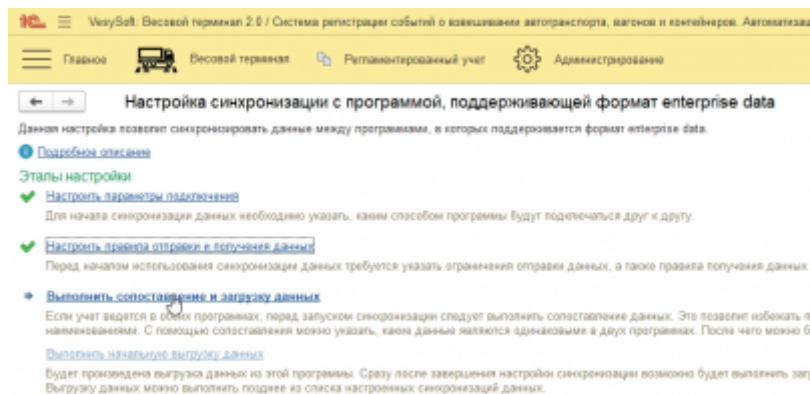 1С VesySoft: Весовой терминал 2.0 / Система регистрации событий о взвешивании автотранспорта, вагонов и контейнеров. Автоматизац
Главное Весовой терминал Регламентированный учет Администрирование
Настройка синхронизации с программой, поддерживающей формат enterprise data
Данная настройка позволит синхронизировать данные между программами, в которых поддерживается формат enterprise data.
Подробное описание
Этапы настройки
Настроить параметры подключения
Для начала синхронизации данных необходимо указать, каким способом программы будут подключаться друг к другу.
Настроить правила отправки и получения данных
Перед началом использования синхронизации данных требуется указать ограничения отправки данных, а также правила получения данных
Выполнить сопоставление и загрузку данных
Если учет ведется в обеих программах, перед запуском синхронизации следует выполнить сопоставление данных. Это позволит избежать п
наименованиями. С помощью сопоставления можно указать, какие данные являются одинаковыми в двух программах. После чего можно б
Выполнить начальную выгрузку данных
Будет произведена выгрузка данных из этой программы. Сразу после завершения настройки синхронизации возможно будет выполнить заг
Выгрузку данных можно выполнить позднее из списка настроенных синхронизаций данных.